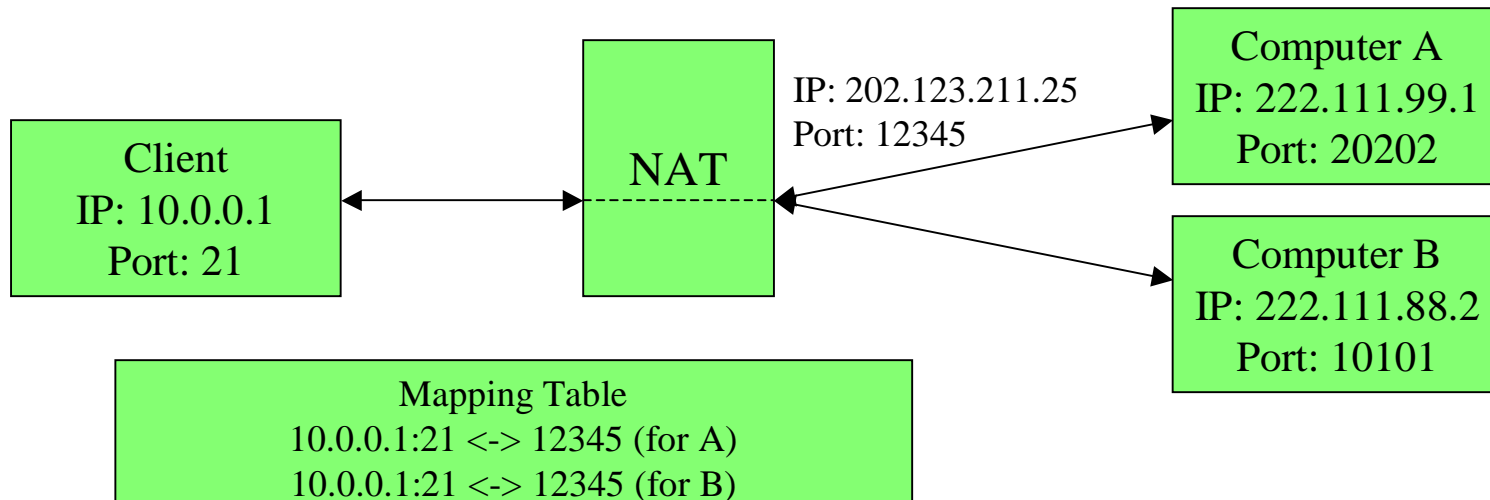 Client
IP: 10.0.0.1
Port: 21
NAT
IP: 202.123.211.25
Port: 12345
Computer A
IP: 222.111.99.1
Port: 20202
Computer B
IP: 222.111.88.2
Port: 10101
Mapping Table
10.0.0.1:21 <-> 12345 (for A)
10.0.0.1:21 <-> 12345 (for B)